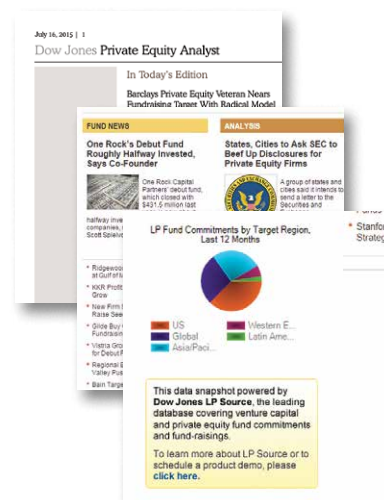 July 16, 2015 | 1
Dow Jones Private Equity Analyst
In Today's Edition
Barclays Private Equity Veteran Nears
Fundraising Target With Radical Model
FUND NEWS
One Rock's Debut Fund
Roughly Halfway Invested,
Says Co-Founder
One Rock Capital
Partners' debut fund,
which closed with
$431.5 million last
halfway inve
companies,
Scott Spielvo
* Ridgewoo
at Gulf of M
* KKR Profit
Grow
* New Firm
Raise See
* Gilde Buy
Fundraisin
* Vistria Gro
for Debut F
* Regional E
Valley Pus
* Bain Targe
ANALYSIS
States, Cities to Ask SEC to
Beef Up Disclosures for
Private Equity Firms
A group of states and
cities said it intends to
send a letter to the
Securities and
* Stanfor
Strateg
LP Fund Commitments by Target Region,
Last 12 Months
US
Global
Asia/Paci...
Western E...
Latin Ame...
This data snapshot powered by
Dow Jones LP Source, the leading
database covering venture capital
and private equity fund commitments
and fund-raisings.
To learn more about LP Source or to
schedule a product demo, please
click here.